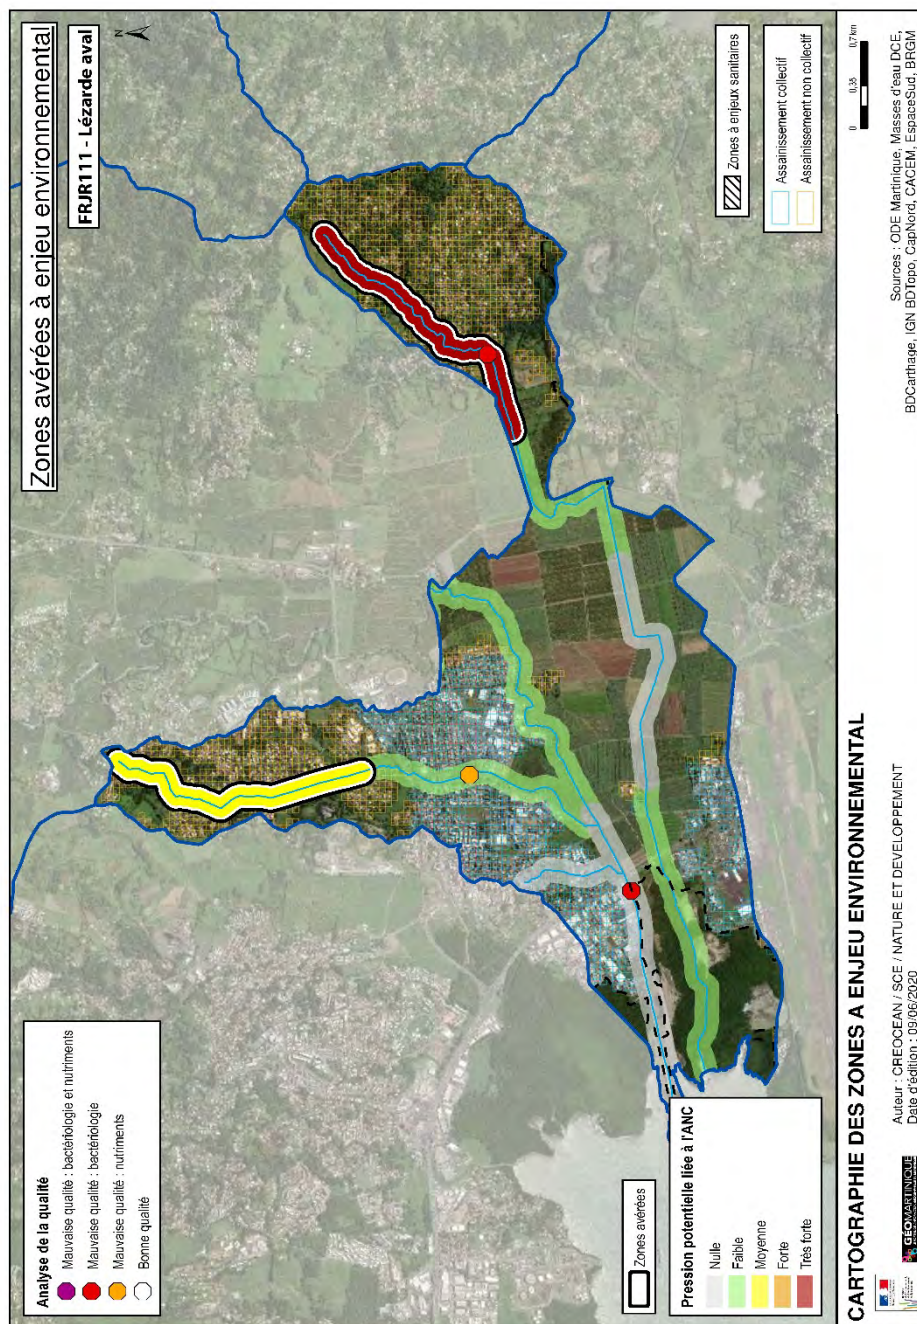 Zones avérées à enjeu environnemental
FRJR111 - Lézarde aval
N
Analyse de la qualité
Mauvaise qualité : bactériologie et nutriments
Mauvaise qualité : bactériologie
Mauvaise qualité : nutriments
Bonne qualité
Zones avérées
Pression potentielle liée à l'ANC
Nulle
Faible
Moyenne
Forte
Très forte
Zones à enjeux sanitaires
Assainissement collectif
Assainissement non collectif
CARTOGRAPHIE DES ZONES A ENJEU ENVIRONNEMENTAL
0 0,35 0,7 km
Auteur : CREOCEAN / SCE / NATURE ET DEVELOPPEMENT
Date d'édition : 09/06/2020
Sources : ODE Martinique, Masses d'eau DCE,
BDCarthage, IGN BDTopo, CapNord, CACEM, EspaceSud, BRGM
GEOMARTINIQUE